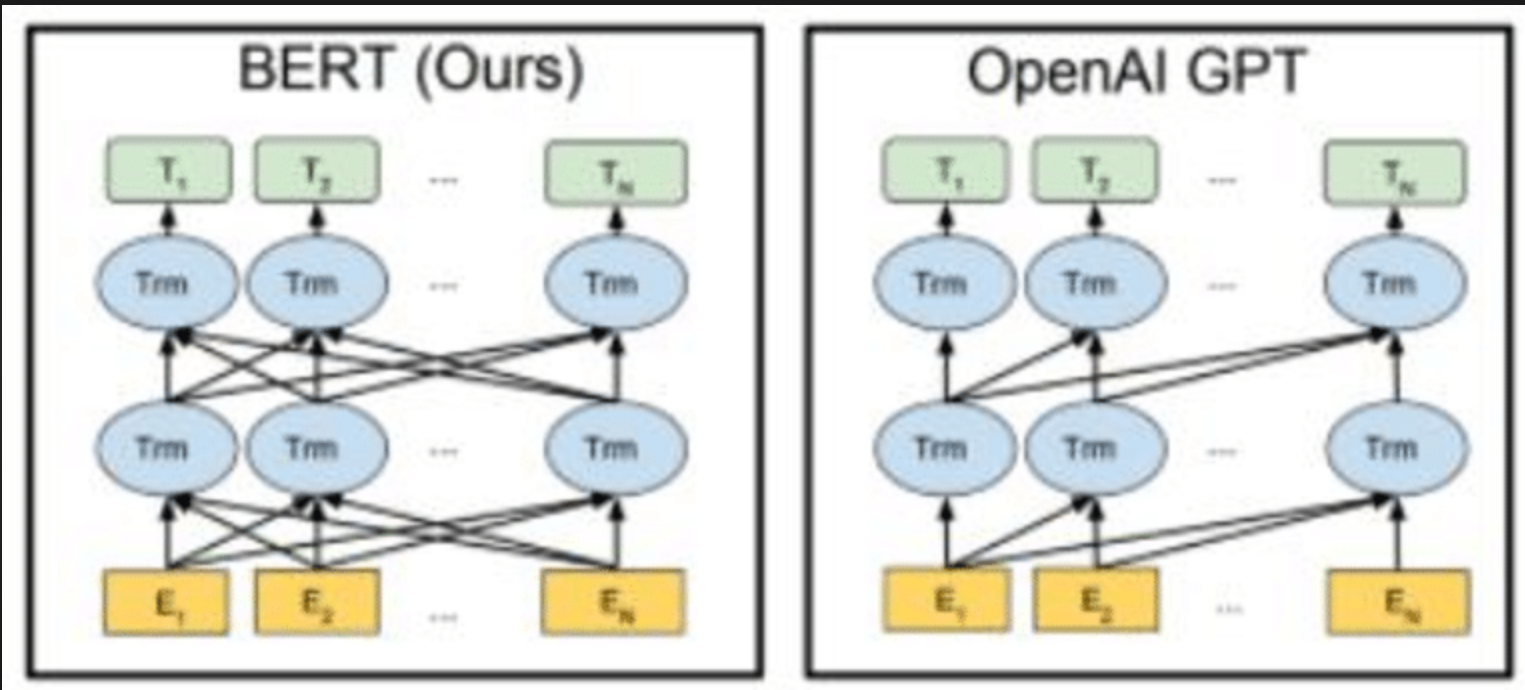 BERT (Ours)
T1 T2 ... TN
Trm Trm ... Trm
Trm Trm ... Trm
E1 E2 ... EN
OpenAI GPT
T1 T2 ... TN
Trm Trm ... Trm
Trm Trm ... Trm
E1 E2 ... EN